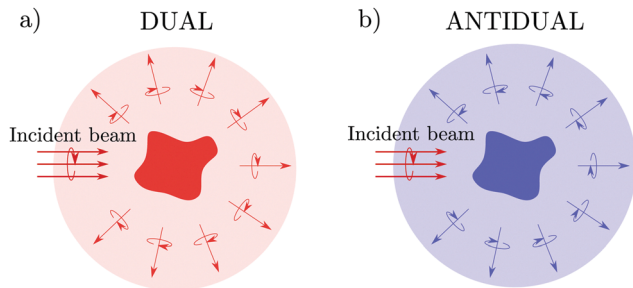 a)
DUAL
Incident beam
b)
ANTIDUAL
Incident beam